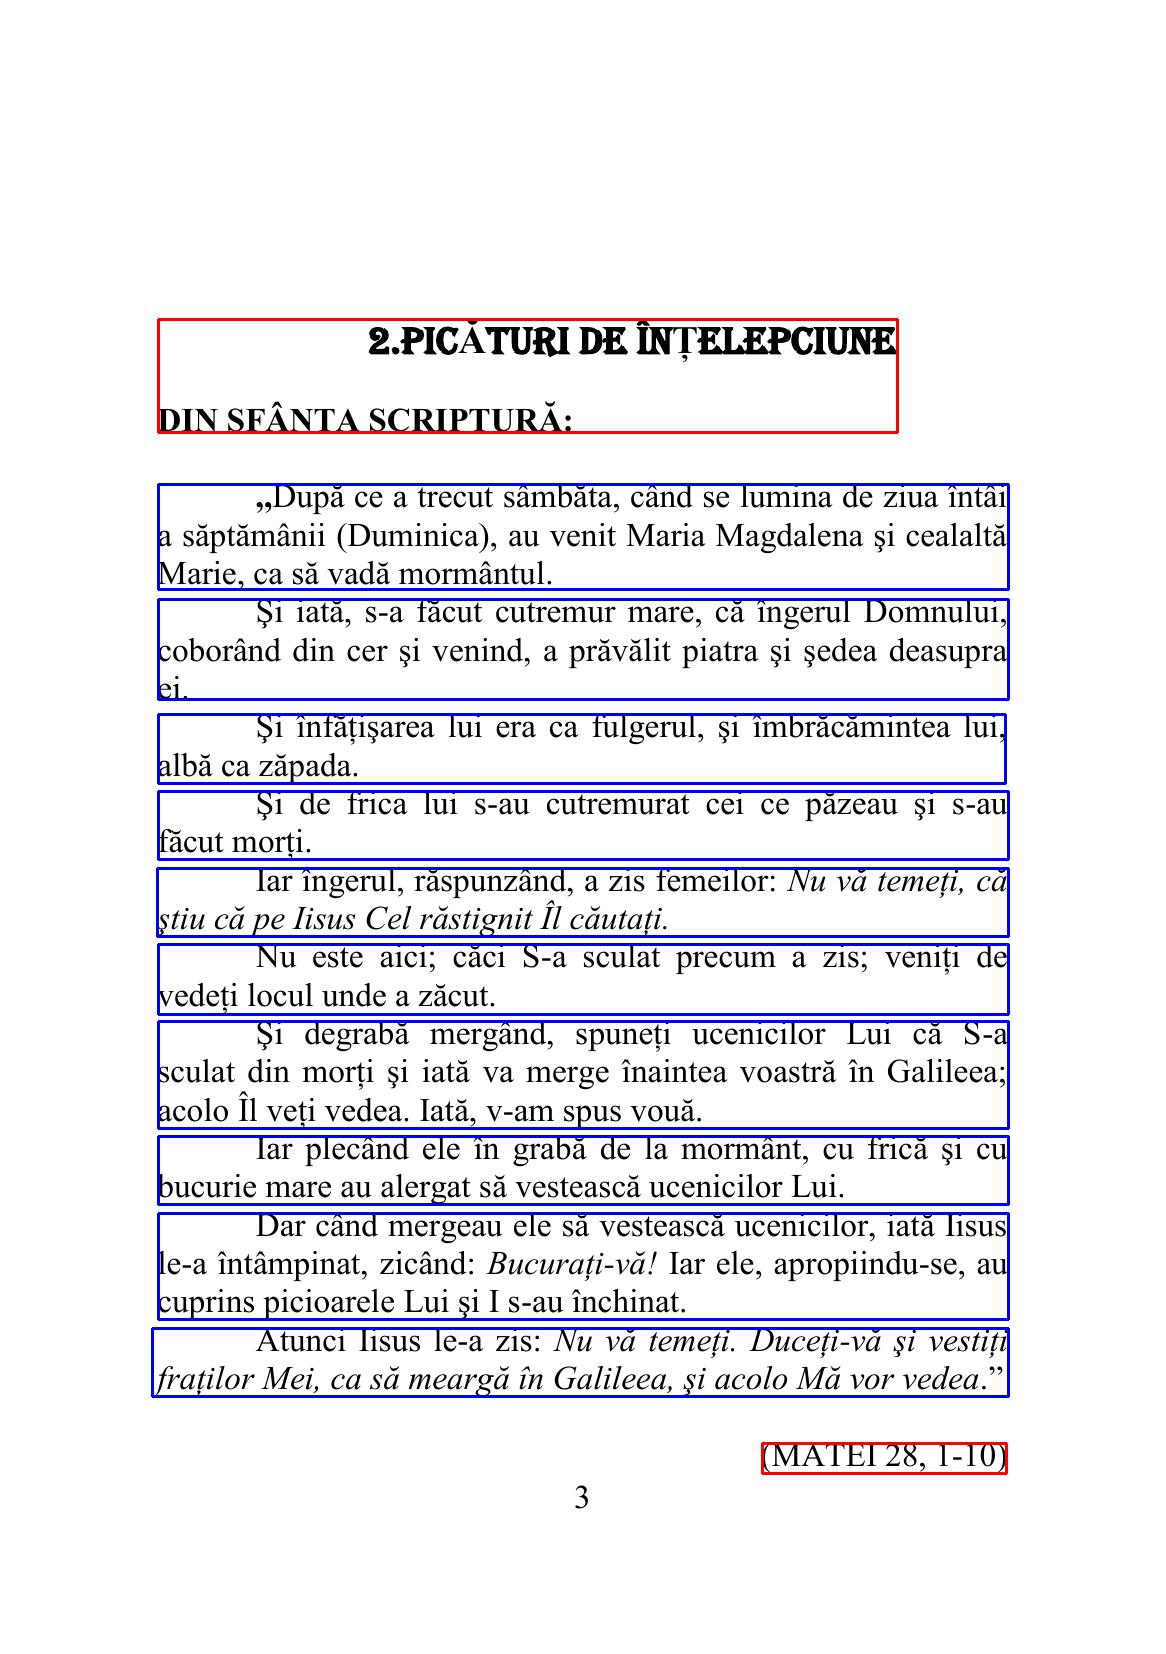 2.PICĂTURI DE ÎNȚELEPCIUNE
DIN SFÂNTA SCRIPTURĂ:
„După ce a trecut sâmbăta, când se lumina de ziua întâi
a săptămânii (Duminica), au venit Maria Magdalena şi cealaltă
Marie, ca să vadă mormântul.
Şi iată, s-a făcut cutremur mare, că îngerul Domnului,
coborând din cer şi venind, a prăvălit piatra şi şedea deasupra
ei.
Şi înfăţişarea lui era ca fulgerul, şi îmbrăcămintea lui,
albă ca zăpada.
Şi de frica lui s-au cutremurat cei ce păzeau şi s-au
făcut morţi.
Iar îngerul, răspunzând, a zis femeilor: Nu vă temeţi, că
ştiu că pe Iisus Cel răstignit Îl căutaţi.
Nu este aici; căci S-a sculat precum a zis; veniţi de
vedeţi locul unde a zăcut.
Şi degrabă mergând, spuneţi ucenicilor Lui că S-a
sculat din morţi şi iată va merge înaintea voastră în Galileea;
acolo Îl veţi vedea. Iată, v-am spus vouă.
Iar plecând ele în grabă de la mormânt, cu frică şi cu
bucurie mare au alergat să vestească ucenicilor Lui.
Dar când mergeau ele să vestească ucenicilor, iată Iisus
le-a întâmpinat, zicând: Bucuraţi-vă! Iar ele, apropiindu-se, au
cuprins picioarele Lui şi I s-au închinat.
Atunci Iisus le-a zis: Nu vă temeţi. Duceţi-vă şi vestiţi
fraţilor Mei, ca să meargă în Galileea, şi acolo Mă vor vedea.”
(MATEI 28, 1-10)
3